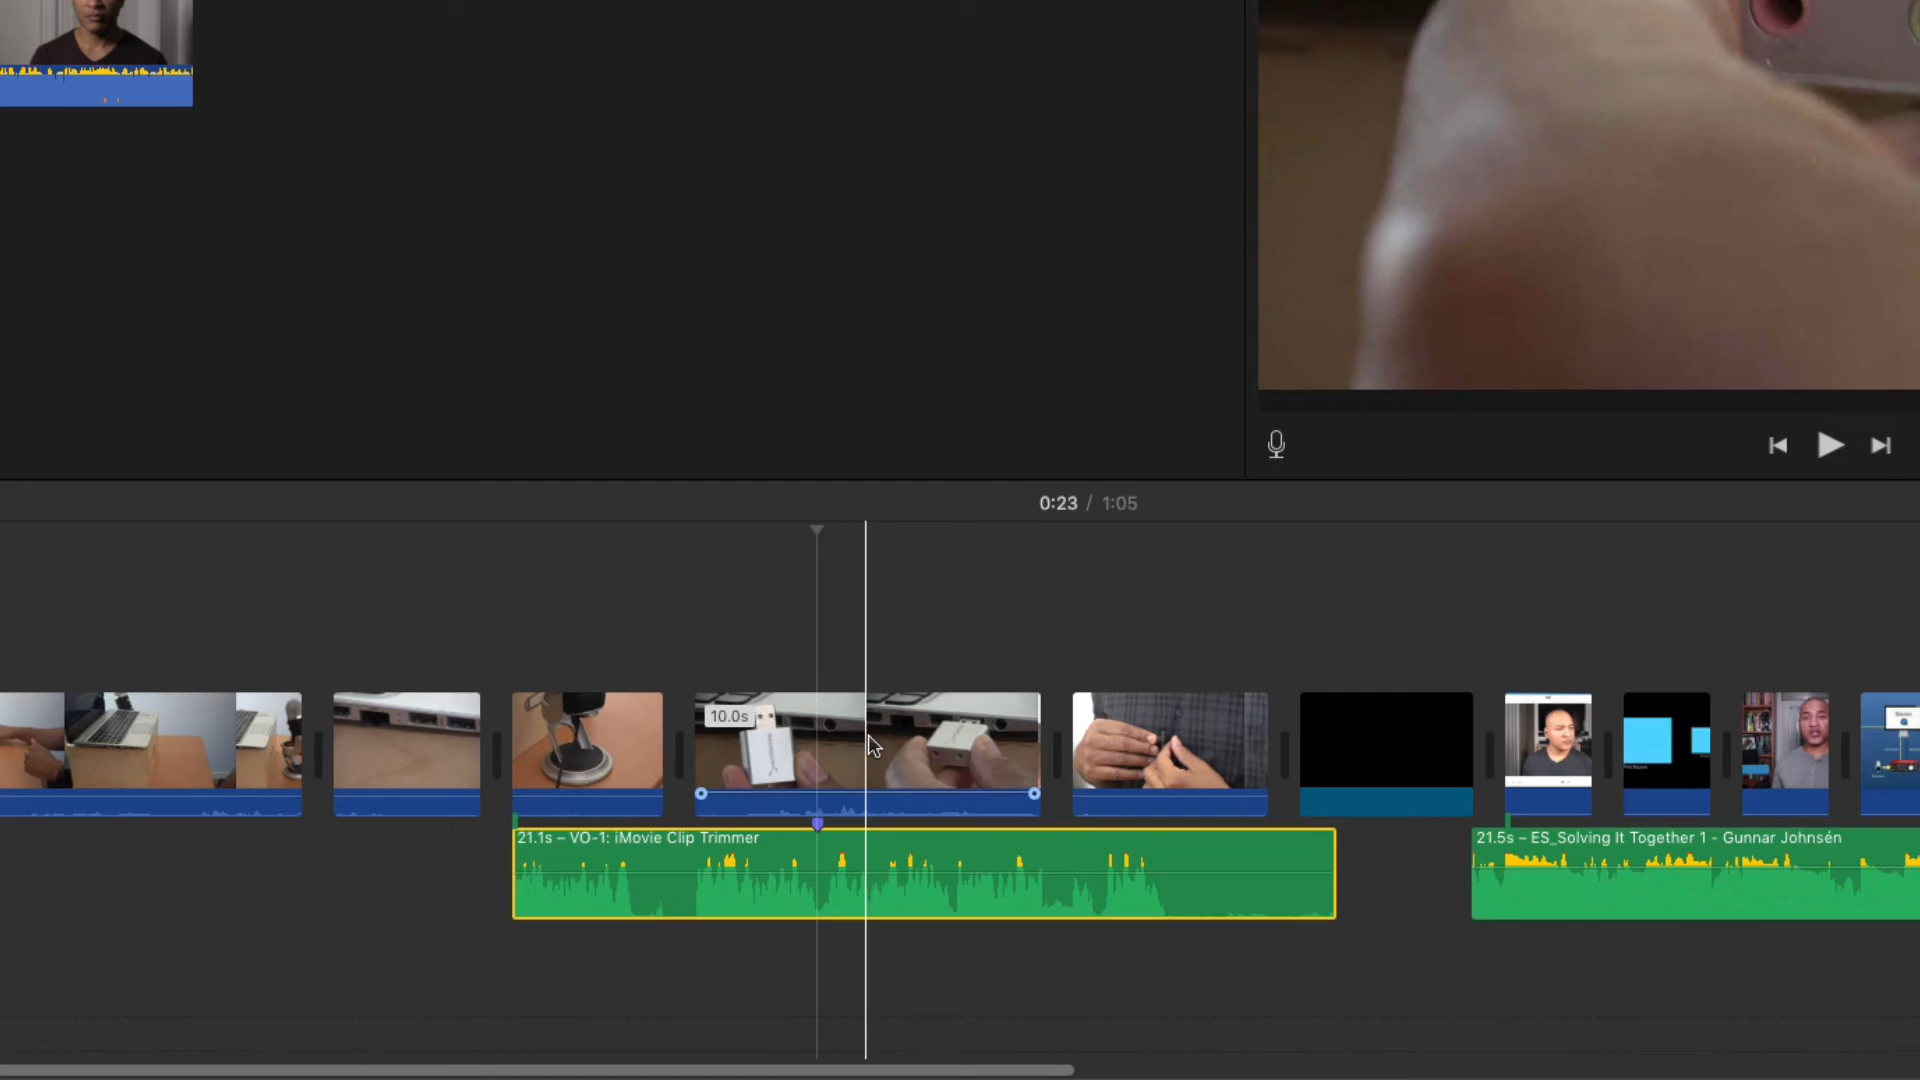 0:23 / 1:05
10.0s
21.1s – VO-1: iMovie Clip Trimmer
21.5s – ES_Solving It Together 1 - Gunnar Johnsén